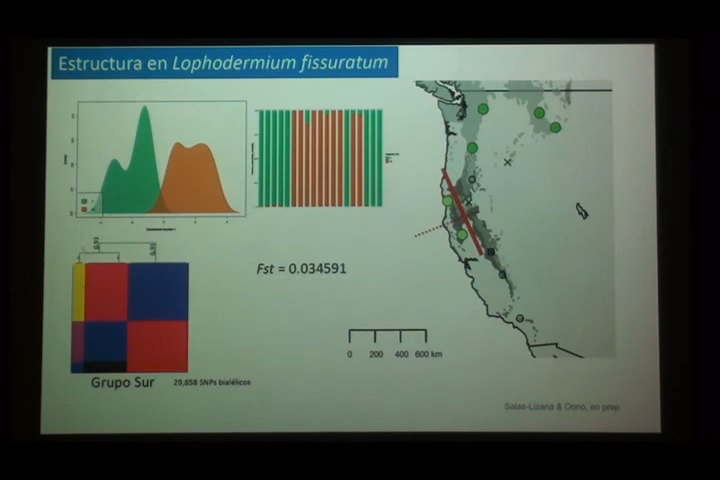 Estructura en Lophodermium fissuratum
Fst = 0.034591
0 200 400 600 km
Grupo Sur
29,858 SNPs bialélicos
Salas-Lizana & Oono, en prep